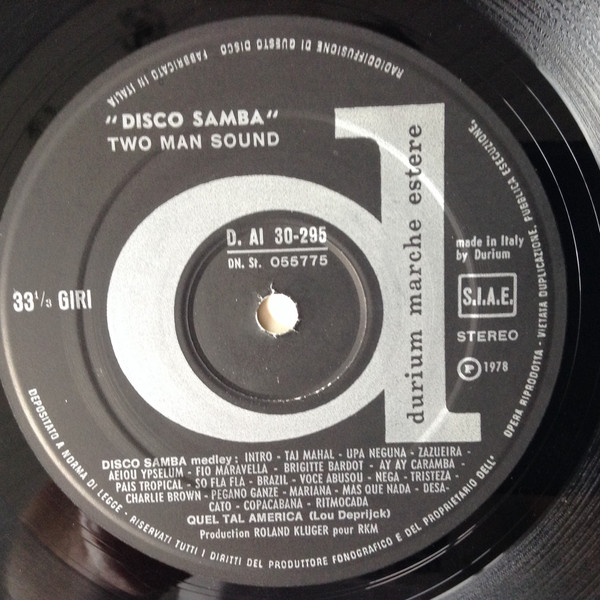 RADIODIFFUSIONE DI QUESTO DISCO FABBRICATO IN ITALIA
"DISCO SAMBA"
TWO MAN SOUND
durium marche estere
D. AI 30-295
DN. St. O55775
33 1/3 GIRI
made in Italy
by Durium
S.I.A.E.
STEREO
P 1978
DISCO SAMBA medley: INTRO - TAJ MAHAL - UPA NEGUNA - ZAZUEIRA -
AEIOU YPSELUM - FIO MARAVELLA - BRIGITTE BARDOT - AY AY CARAMBA -
PAIS TROPICAL - SO FLA FLA - BRAZIL - VOCE ABUSOU - NEGA - TRISTEZA -
CHARLIE BROWN - PEGANO GANZE - MARIANA - MAS QUE NADA - DESA-
CATO - COPACABANA - RITMOCADA
QUEL TAL AMERICA (Lou Deprijck)
Production ROLAND KLUGER pour RKM
DEPOSITATO A NORMA DI LEGGE - RISERVATI TUTTI I DIRITTI DEL PRODUTTORE FONOGRAFICO E DEL PROPRIETARIO DELL'
OPERA RIPRODOTTA - VIETATA DUPLICAZIONE, PUBBLICA ESECUZIONE,